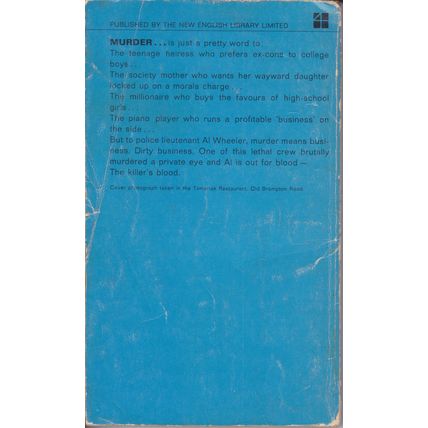 PUBLISHED BY THE NEW ENGLISH LIBRARY LIMITED
MURDER... is just a pretty word to
The teenage heiress who prefers ex-cons to college
boys...
The society mother who wants her wayward daughter
locked up on a morals charge...
The millionaire who buys the favours of high-school
girls...
The piano player who runs a profitable 'business' on
the side...
But to police lieutenant Al Wheeler, murder means busi-
ness. Dirty business. One of this lethal crew brutally
murdered a private eye and Al is out for blood —
The killer's blood.
Cover photograph taken in the Restaurant, Old Brompton Road.